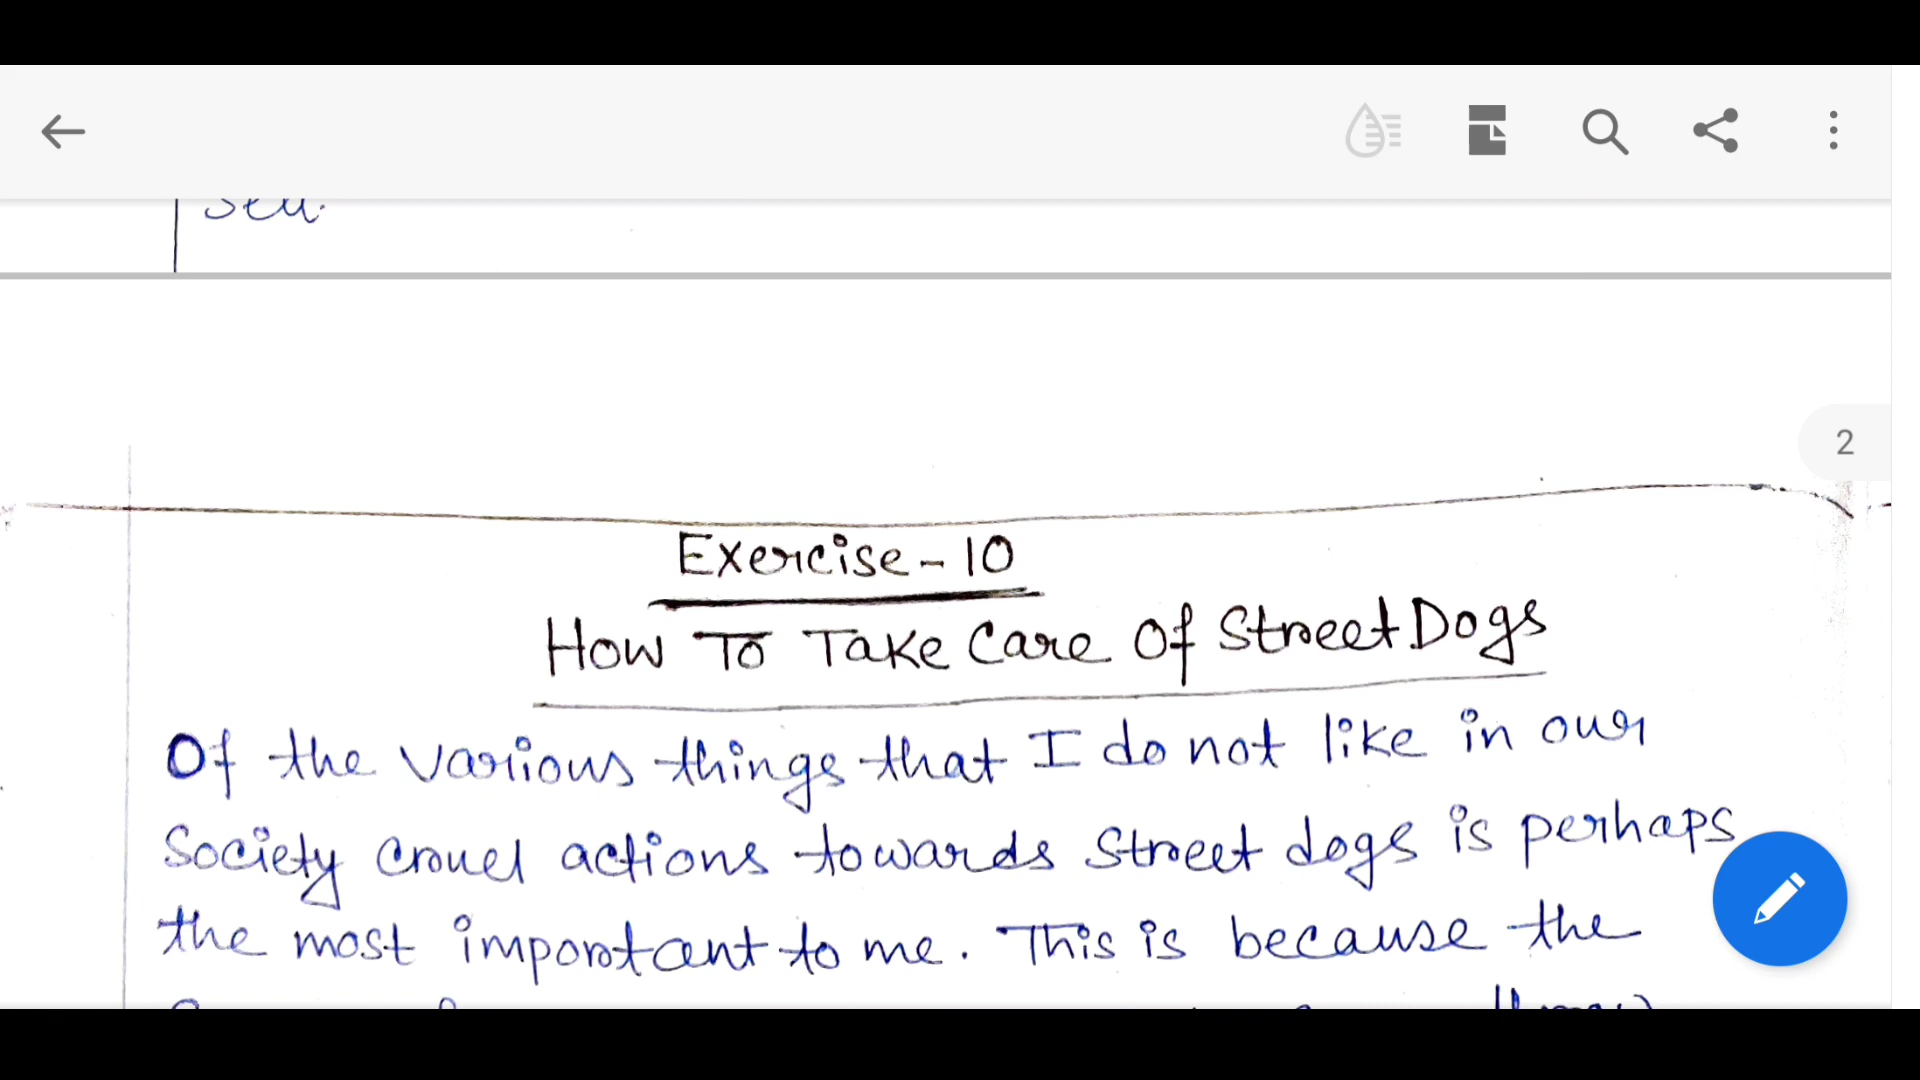 2
Exercise-10
How To Take Care Of Street Dogs
Of the various things that I do not like in our
Society cruel actions towards street dogs is perhaps
the most important to me. This is because the